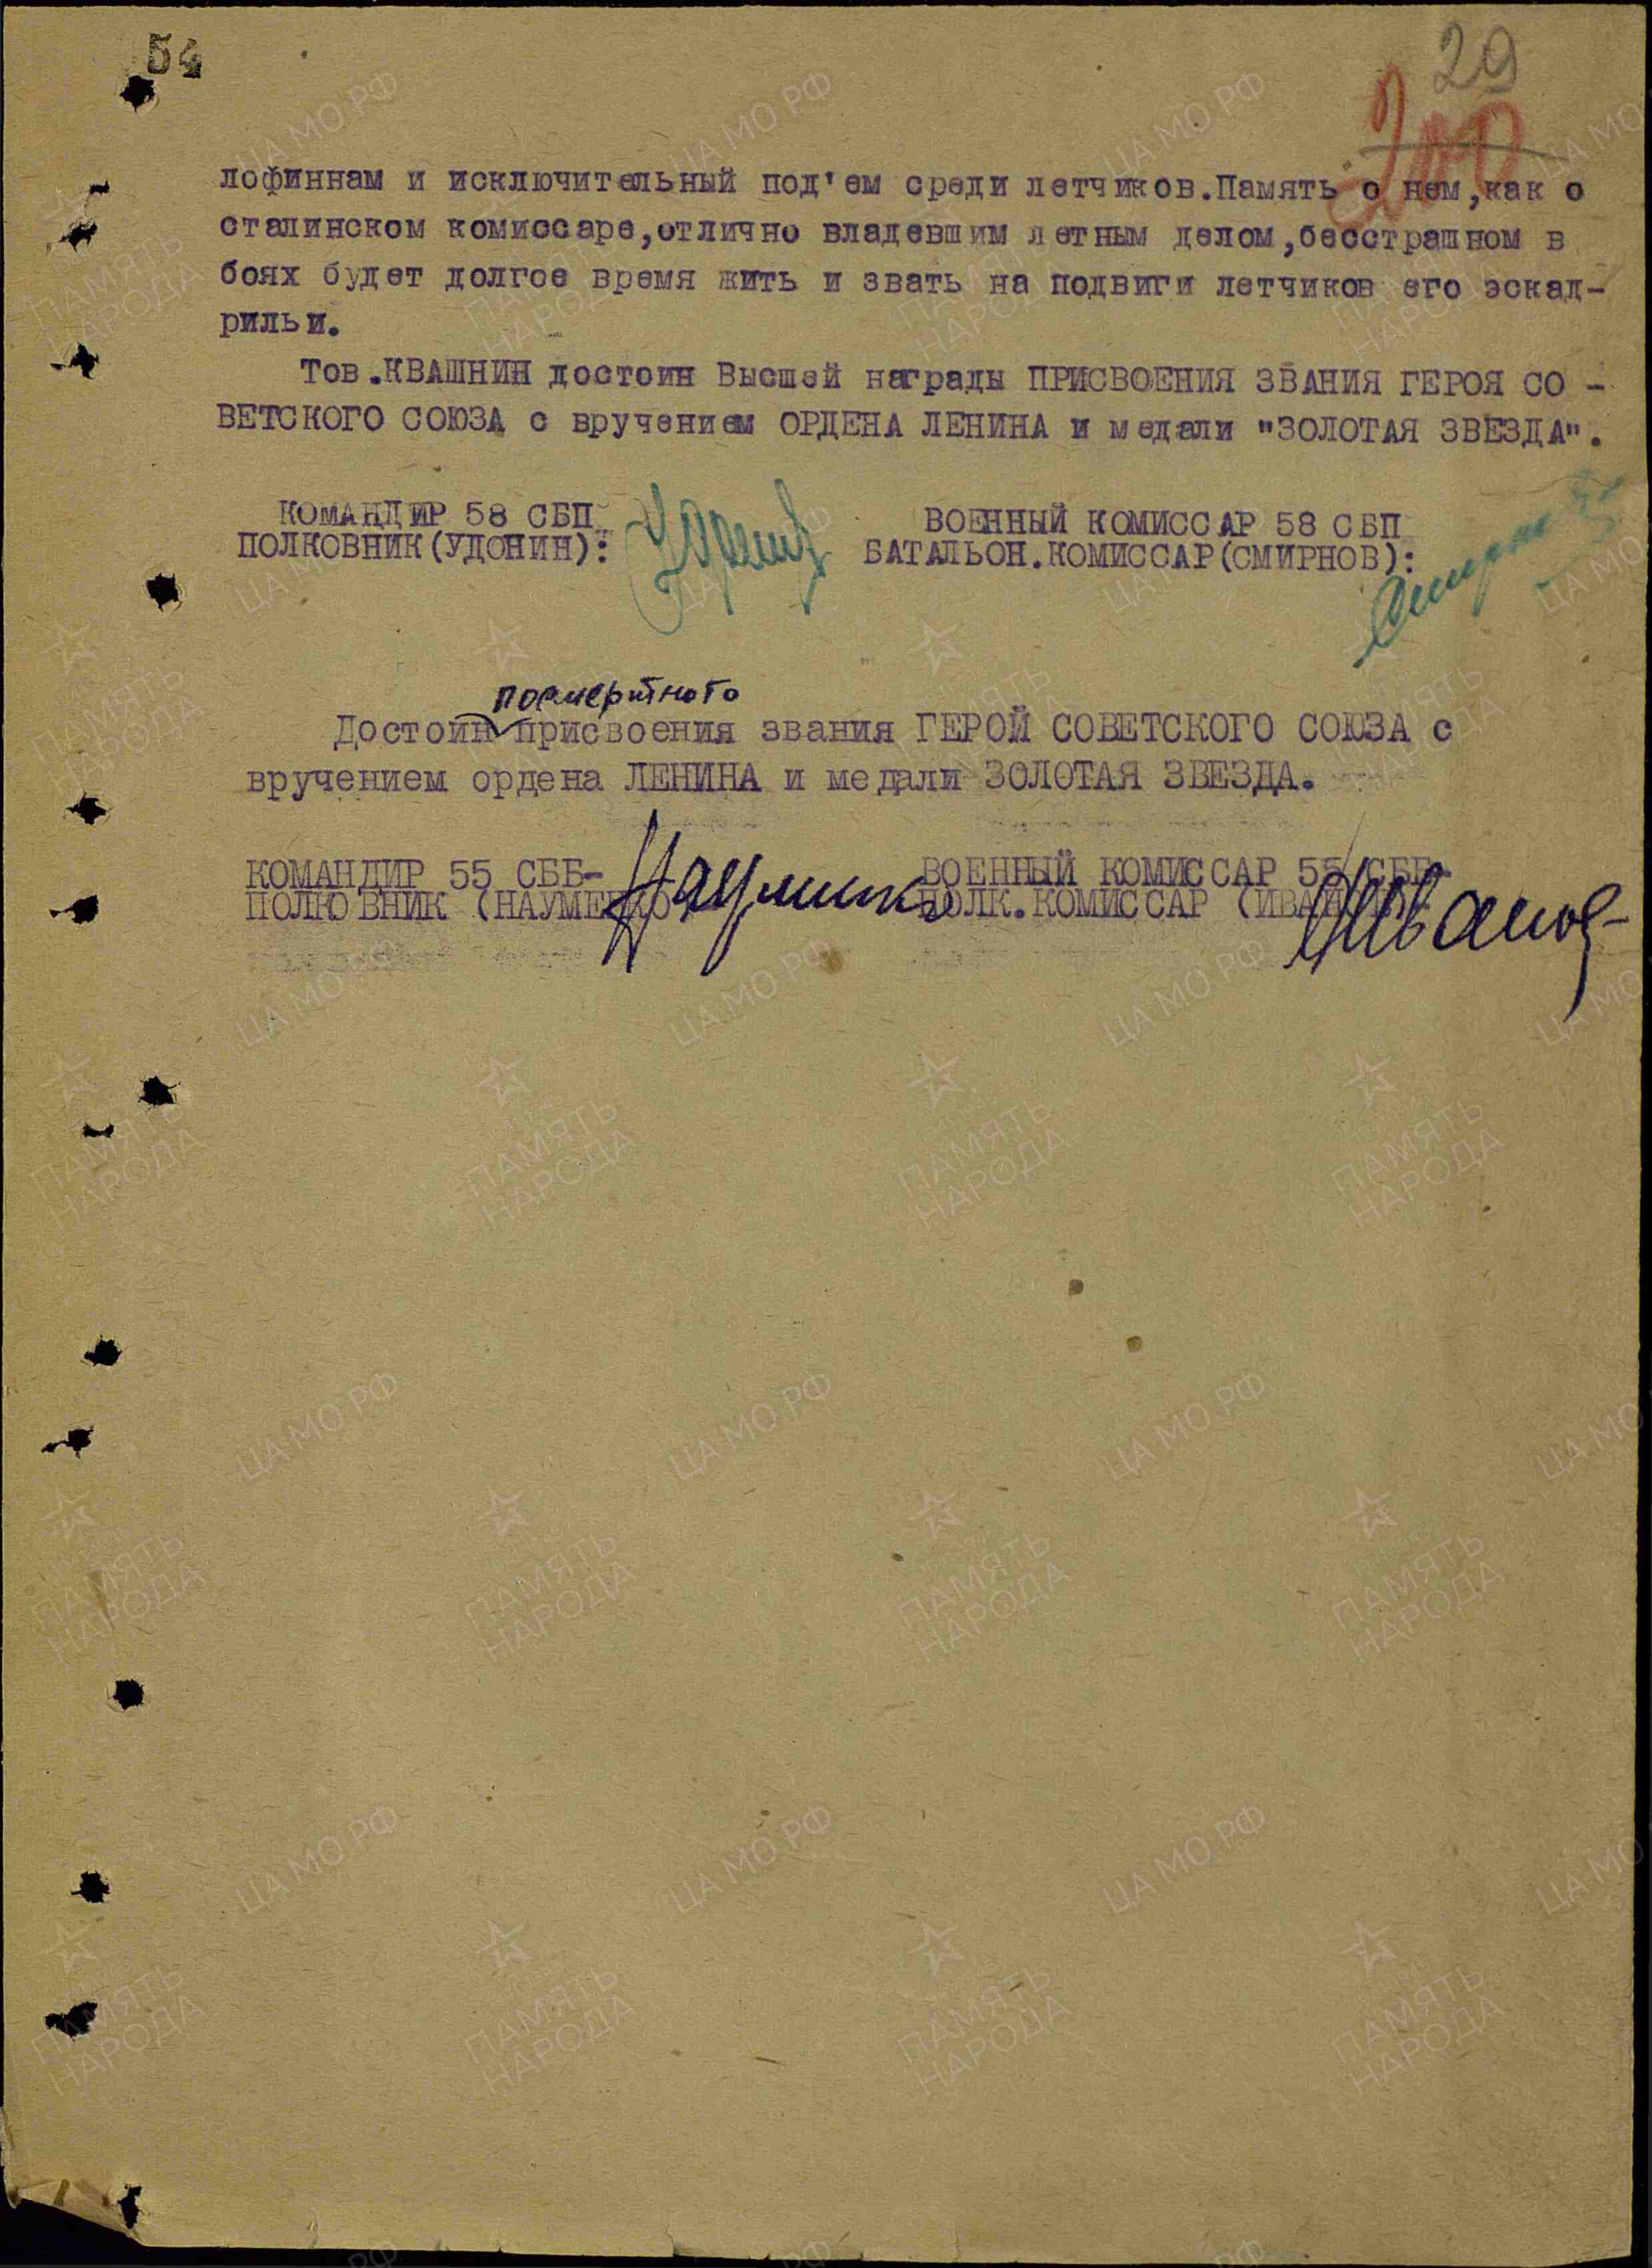 54
29
200
лофиннам и исключительный под'ем среди летчиков.Память о нем,как о
сталинском комиссаре,отлично владевшим летным делом,бесстрашном в
боях будет долгое время жить и звать на подвиги летчиков его эскад-
рильи.
Тов.КВАШНИН достоин Высшей награды ПРИСВОЕНИЯ ЗВАНИЯ ГЕРОЯ СО -
ВЕТСКОГО СОЮЗА с вручением ОРДЕНА ЛЕНИНА и медали "ЗОЛОТАЯ ЗВЕЗДА".
КОМАНДИР 58 СБП
ПОЛКОВНИК(УДОНИН):
ВОЕННЫЙ КОМИССАР 58 СБП
БАТАЛЬОН.КОМИССАР(СМИРНОВ):
посмертного
Достоин присвоения звания ГЕРОЙ СОВЕТСКОГО СОЮЗА с
вручением ордена ЛЕНИНА и медали ЗОЛОТАЯ ЗВЕЗДА.
КОМАНДИР 55 СББ-
ПОЛКОВНИК (НАУМЕНКО)
ВОЕННЫЙ КОМИССАР 55 СББ-
ПОЛК.КОМИССАР (ИВАНОВ)